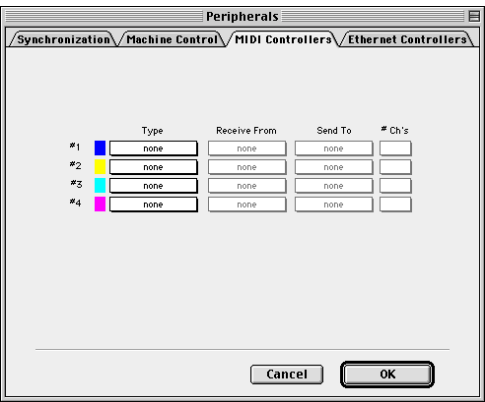 Peripherals
Synchronization Machine Control MIDI Controllers Ethernet Controllers
Type Receive From Send To # Ch's
#1 none none none
#2 none none none
#3 none none none
#4 none none none
Cancel OK